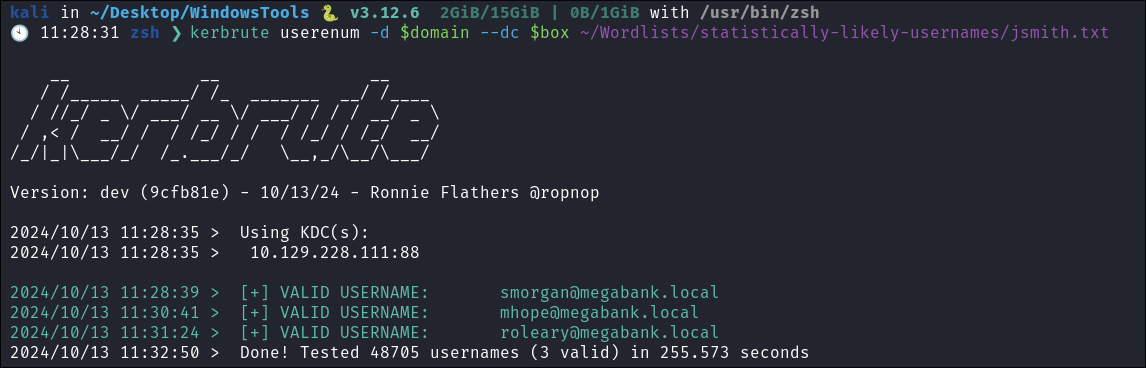 kali in ~/Desktop/WindowsTools 🐍 v3.12.6  2GiB/15GiB | 0B/1GiB with /usr/bin/zsh
🕙 11:28:31 zsh ❯ kerbrute userenum -d $domain --dc $box ~/Wordlists/statistically-likely-usernames/jsmith.txt
    __             __               __
   / /_____  _____/ /_  _______  __/ /____
  / //_/ _ \/ ___/ __ \/ ___/ / / / __/ _ \
 / ,< /  __/ /  / /_/ / /  / /_/ / /_/  __/
/_/|_|\___/_/  /_.___/_/   \__,_/\__/\___/
Version: dev (9cfb81e) - 10/13/24 - Ronnie Flathers @ropnop
2024/10/13 11:28:35 >  Using KDC(s):
2024/10/13 11:28:35 >   10.129.228.111:88
2024/10/13 11:28:39 >  [+] VALID USERNAME:       smorgan@megabank.local
2024/10/13 11:30:41 >  [+] VALID USERNAME:       mhope@megabank.local
2024/10/13 11:31:24 >  [+] VALID USERNAME:       roleary@megabank.local
2024/10/13 11:32:50 >  Done! Tested 48705 usernames (3 valid) in 255.573 seconds